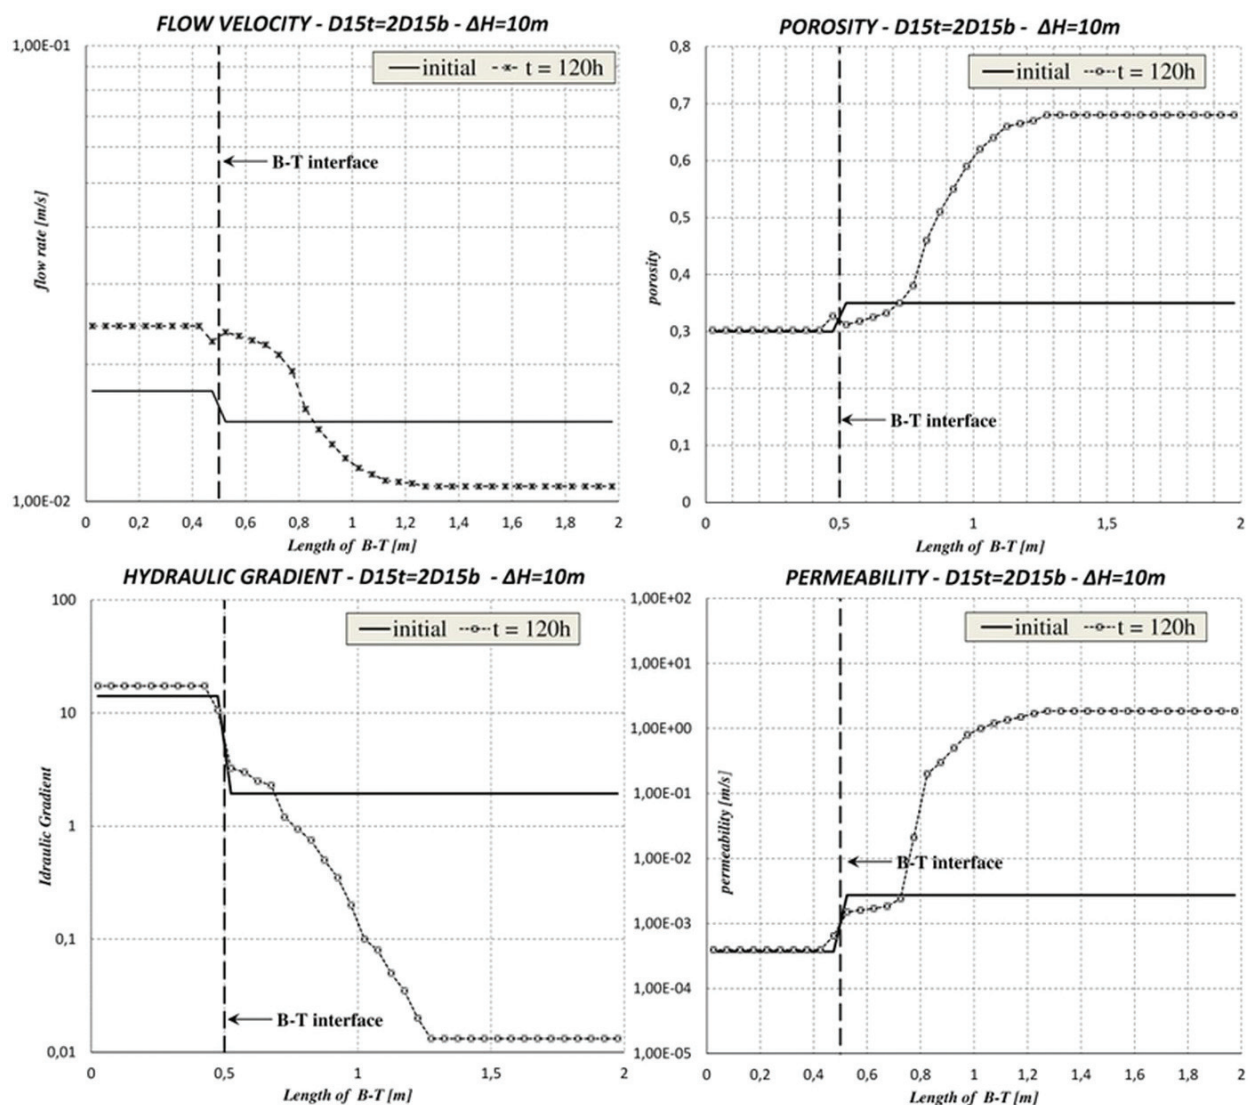 FLOW VELOCITY - D15t=2D15b - ΔH=10m
1,00E-01
initial t = 120h
B-T interface
flow rate [m/s]
1,00E-02
0 0,2 0,4 0,6 0,8 1 1,2 1,4 1,6 1,8 2
Length of B-T [m]
POROSITY - D15t=2D15b - ΔH=10m
0,8
initial t = 120h
0,7
0,6
0,5
porosity
0,4
0,3
0,2
B-T interface
0,1
0
0 0,5 1 1,5 2
Length of B-T [m]
HYDRAULIC GRADIENT - D15t=2D15b - ΔH=10m
100
initial t = 120h
10
Idraulic Gradient
1
0,1
B-T interface
0,01
0 0,5 1 1,5 2
Length of B-T [m]
PERMEABILITY - D15t=2D15b - ΔH=10m
1,00E+02
initial t = 120h
1,00E+01
1,00E+00
permeability [m/s]
1,00E-01
1,00E-02
B-T interface
1,00E-03
1,00E-04
1,00E-05
0 0,2 0,4 0,6 0,8 1 1,2 1,4 1,6 1,8 2
Length of B-T [m]